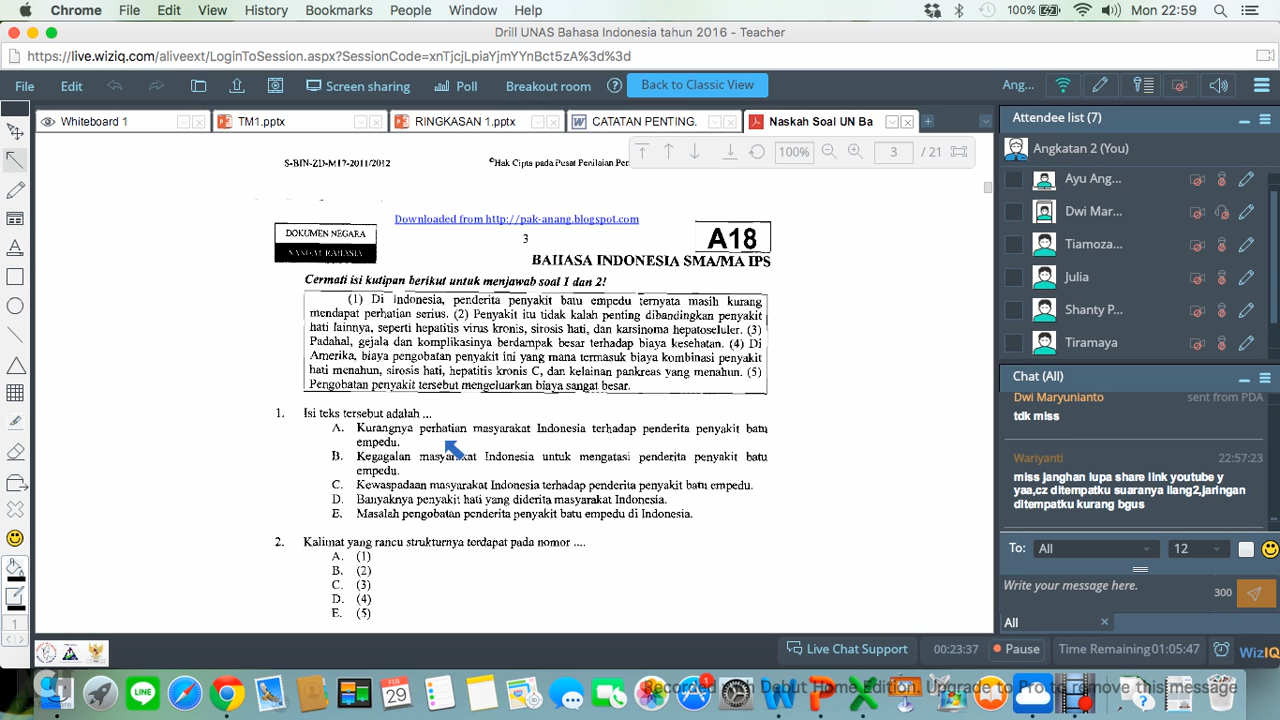 Chrome File Edit View History Bookmarks People Window Help 100% Mon 22:59
Drill UNAS Bahasa Indonesia tahun 2016 - Teacher
https://live.wiziq.com/aliveext/LoginToSession.aspx?SessionCode=xnTjcjLpiaYjmYYnBct5zA%3d%3d
File Edit Screen sharing Poll Breakout room Back to Classic View Ang...
Whiteboard 1 TM1.pptx RINGKASAN 1.pptx CATATAN PENTING. Naskah Soal UN Ba
Attendee list (7)
100% 3 / 21
S-BIN-ZD-M17-2011/2012 ©Hak Cipta pada Pusat Penilaian Pen
Angkatan 2 (You)
Ayu Ang...
Dwi Mar...
Tiamoza...
Julia
Shanty P...
Tiramaya
Downloaded from http://pak-anang.blogspot.com
DOKUMEN NEGARA
SANGAT RAHASIA
3
A18
BAHASA INDONESIA SMA/MA IPS
Cermati isi kutipan berikut untuk menjawab soal 1 dan 2!
(1) Di Indonesia, penderita penyakit batu empedu ternyata masih kurang
mendapat perhatian serius. (2) Penyakit itu tidak kalah penting dibandingkan penyakit
hati lainnya, seperti hepatitis virus kronis, sirosis hati, dan karsinoma hepatoseluler. (3)
Padahal, gejala dan komplikasinya berdampak besar terhadap biaya kesehatan. (4) Di
Amerika, biaya pengobatan penyakit ini yang mana termasuk biaya kombinasi penyakit
hati menahun, sirosis hati, hepatitis kronis C, dan kelainan pankreas yang menahun. (5)
Pengobatan penyakit tersebut mengeluarkan biaya sangat besar.
1. Isi teks tersebut adalah ...
A. Kurangnya perhatian masyarakat Indonesia terhadap penderita penyakit batu
empedu.
B. Kegagalan masyarakat Indonesia untuk mengatasi penderita penyakit batu
empedu.
C. Kewaspadaan masyarakat Indonesia terhadap penderita penyakit batu empedu.
D. Banyaknya penyakit hati yang diderita masyarakat Indonesia.
E. Masalah pengobatan penderita penyakit batu empedu di Indonesia.
2. Kalimat yang rancu strukturnya terdapat pada nomor ....
A. (1)
B. (2)
C. (3)
D. (4)
E. (5)
Chat (All)
Dwi Maryunianto sent from PDA
tdk miss
Wariyanti 22:57:23
miss janghan lupa share link youtube y
yaa,cz ditempatku suaranya iliang2,jaringan
ditempatku kurang bgus
To: All 12
Write your message here. 300
All
1
Live Chat Support 00:23:37 Pause Time Remaining 01:05:47 WizIQ
LINE FEB 29
Recorded with Debut Home Edition. Upgrade to Pro to remove this message